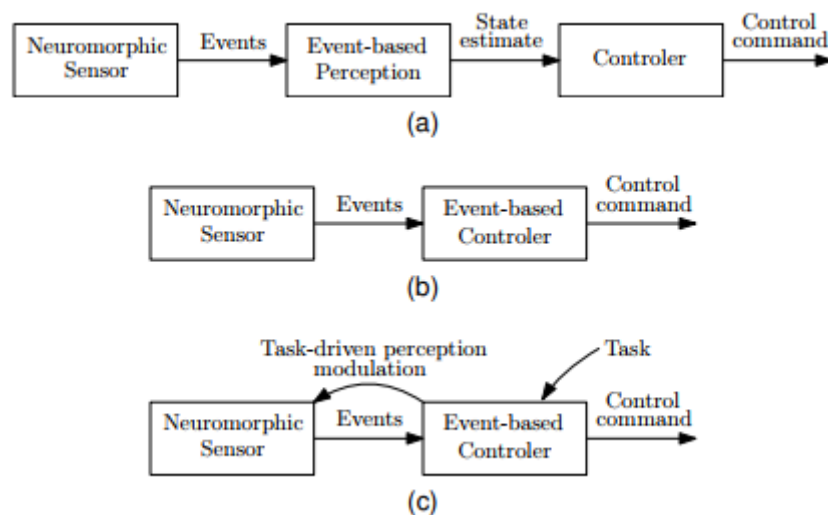 Neuromorphic
Sensor
Events
Event-based
Perception
State
estimate
Controler
Control
command
(a)
Neuromorphic
Sensor
Events
Event-based
Controler
Control
command
(b)
Task-driven perception
modulation
Task
Neuromorphic
Sensor
Events
Event-based
Controler
Control
command
(c)